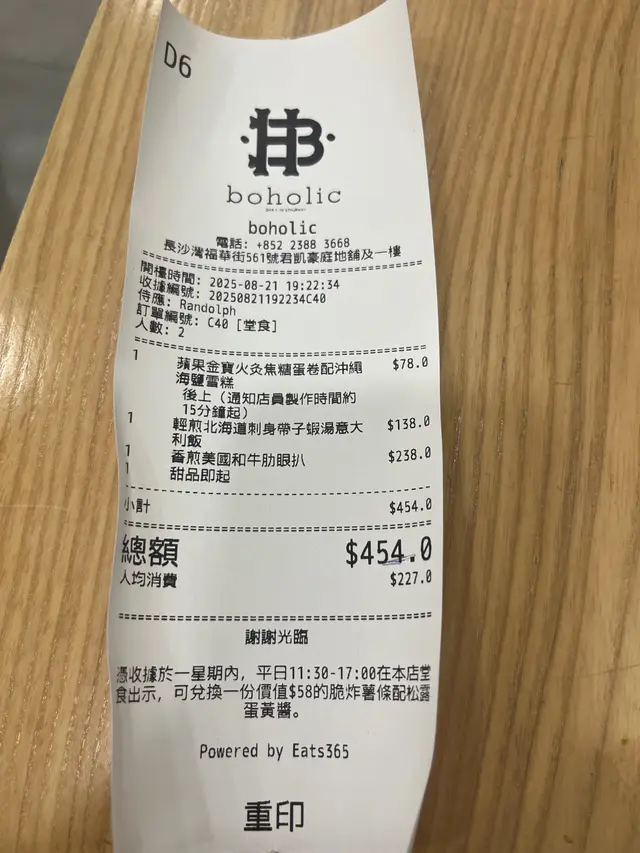 D6
HB
boholic
boholic
電話: +852 2388 3668
長沙灣福華街561號君凱豪庭地舖及一樓
開檯時間: 2025-08-21 19:22:34
收據編號: 20250821192234C40
侍應: Randolph
訂單編號: C40 [堂食]
人數: 2
1 蘋果金寶火灸焦糖蛋卷配沖繩 $78.0
海鹽雪糕
後上（通知店員製作時間約
15分鐘起）
1 輕煎北海道刺身帶子蝦湯意大 $138.0
利飯
1 香煎美國和牛肋眼扒 $238.0
1 甜品即起
小計 $454.0
總額 $454.0
人均消費 $227.0
謝謝光臨
憑收據於一星期內, 平日11:30-17:00在本店堂
食出示, 可兌換一份價值$58的脆炸薯條配松露
蛋黃醬。
Powered by Eats365
重印